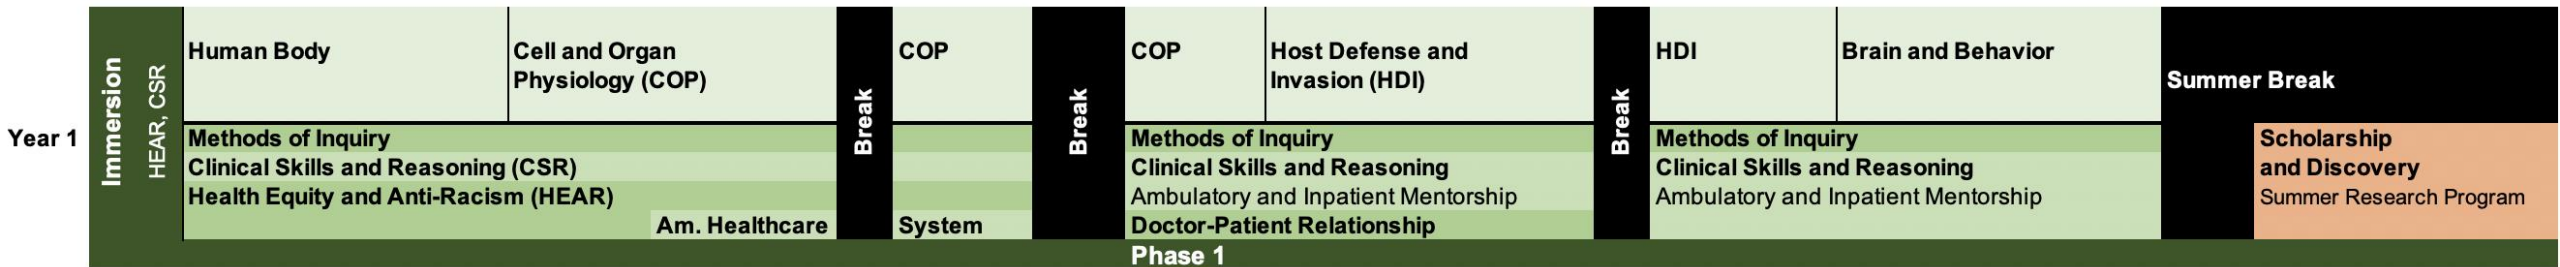 Year 1
Immersion
HEAR, CSR
Human Body
Cell and Organ
Physiology (COP)
Methods of Inquiry
Clinical Skills and Reasoning (CSR)
Health Equity and Anti-Racism (HEAR)
Am. Healthcare
Break
COP
System
Break
COP
Host Defense and
Invasion (HDI)
Methods of Inquiry
Clinical Skills and Reasoning
Ambulatory and Inpatient Mentorship
Doctor-Patient Relationship
Break
HDI
Brain and Behavior
Methods of Inquiry
Clinical Skills and Reasoning
Ambulatory and Inpatient Mentorship
Summer Break
Scholarship
and Discovery
Summer Research Program
Phase 1